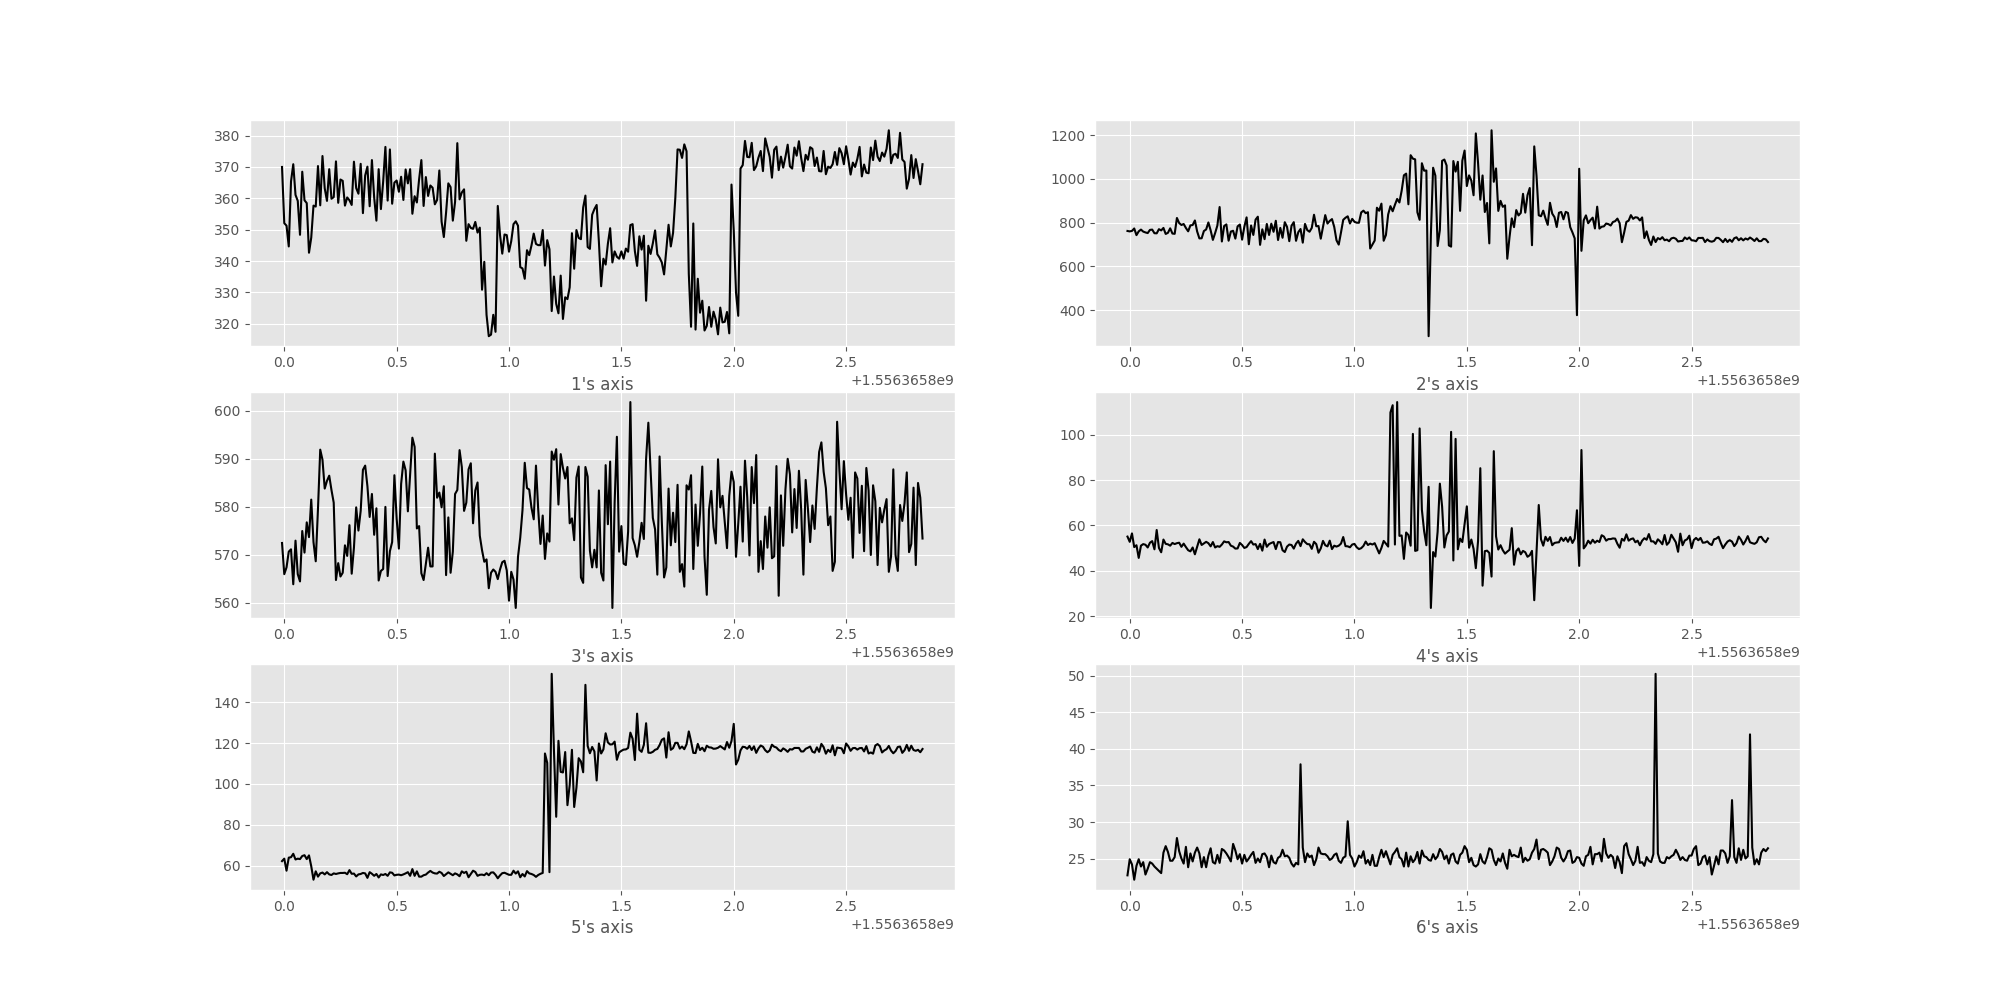 380
370
360
350
340
330
320
0.0 0.5 1.0 1.5 2.0 2.5
+1.5563658e9
1's axis
1200
1000
800
600
400
0.0 0.5 1.0 1.5 2.0 2.5
+1.5563658e9
2's axis
600
590
580
570
560
0.0 0.5 1.0 1.5 2.0 2.5
+1.5563658e9
3's axis
100
80
60
40
20
0.0 0.5 1.0 1.5 2.0 2.5
+1.5563658e9
4's axis
140
120
100
80
60
0.0 0.5 1.0 1.5 2.0 2.5
+1.5563658e9
5's axis
50
45
40
35
30
25
0.0 0.5 1.0 1.5 2.0 2.5
+1.5563658e9
6's axis